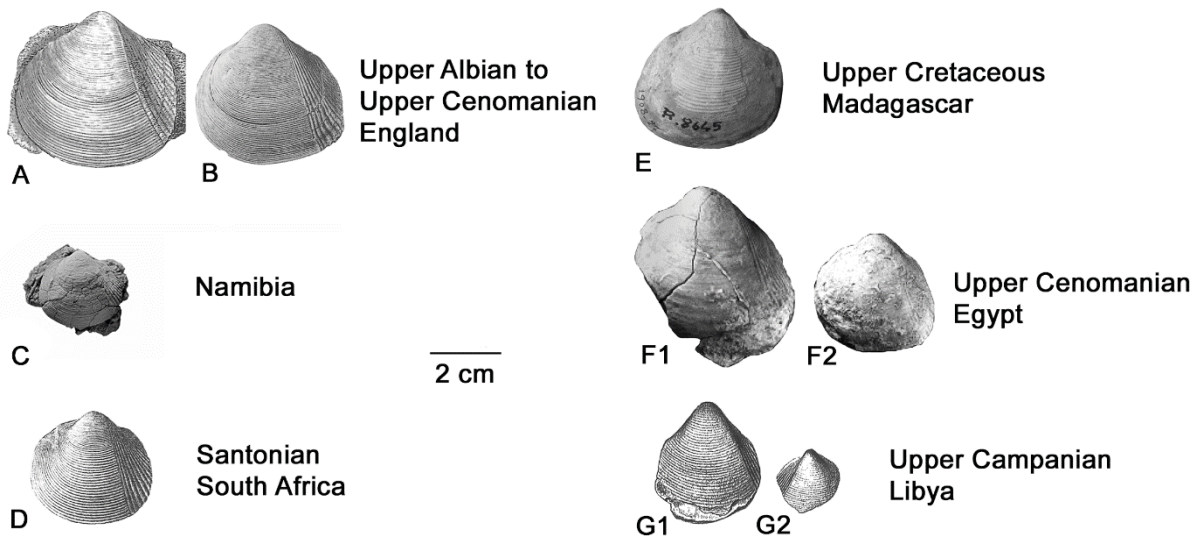 A
B
Upper Albian to
Upper Cenomanian
England
C
Namibia
D
Santonian
South Africa
2 cm
R.8645
E
Upper Cretaceous
Madagascar
F1
F2
Upper Cenomanian
Egypt
G1
G2
Upper Campanian
Libya